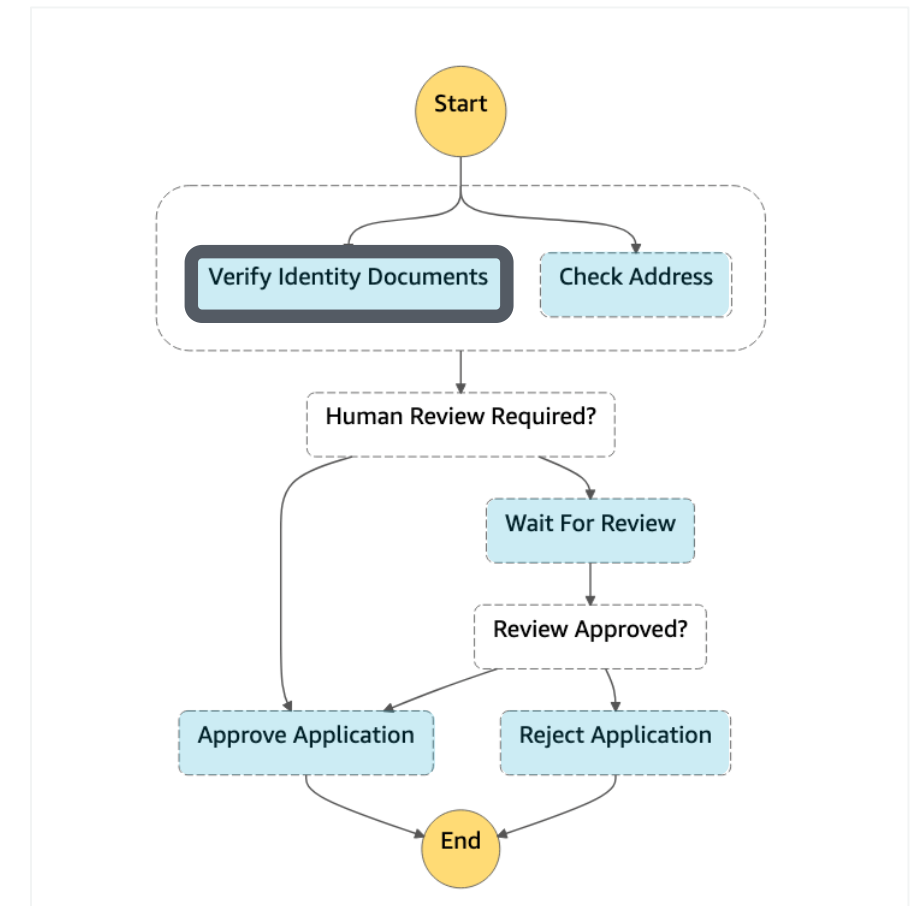 Start
Verify Identity Documents
Check Address
Human Review Required?
Wait For Review
Review Approved?
Approve Application
Reject Application
End